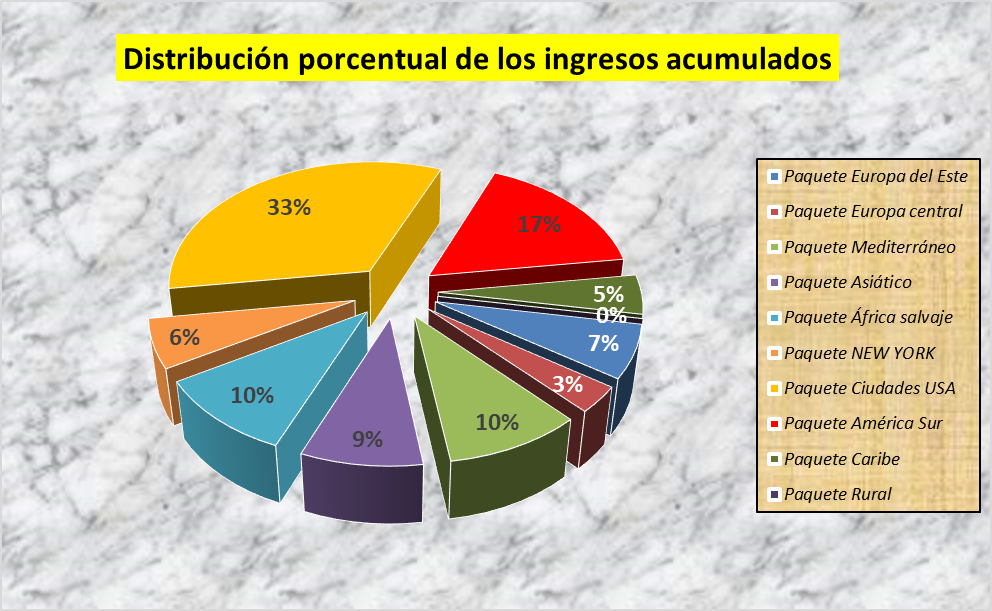 Distribución porcentual de los ingresos acumulados
33%
17%
5%
0%
7%
3%
10%
9%
10%
6%
Paquete Europa del Este
Paquete Europa central
Paquete Mediterráneo
Paquete Asiático
Paquete África salvaje
Paquete NEW YORK
Paquete Ciudades USA
Paquete América Sur
Paquete Caribe
Paquete Rural